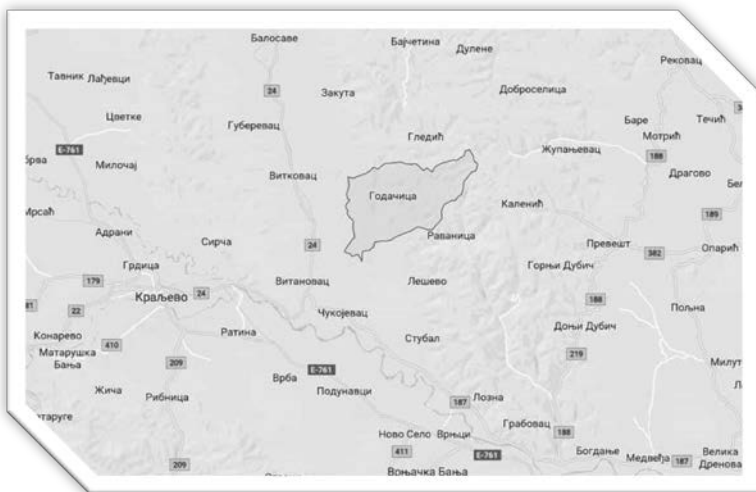 Балосаве
Бајчетина
Дулене
Рековац
Тавник
Лађевци
24
Закута
Доброселица
Цветке
Губеревац
Гледић
Баре
Течић
Мотрић
E-761
Милочај
Витковац
Жупањевац
188
Драгово
Годачица
Каленић
189
Мрсаћ
Адрани
Сирча
24
Раваница
Превешт
382
Опарић
Грдица
179
Краљево
24
Витановац
Лешево
Горњи Дубич
188
Пољна
22
Чукојевац
Конарево
410
Ратина
Стубал
Доњи Дубич
Матарушка
Бања
209
E-761
219
Врба
Подунавци
Жича
Рибница
187
Лозна
Грабовац
188
Ново Село
Врњци
411
E-761
Богдање
Медвеђа
187
Велика
Дренова
209
Врњачка Бања